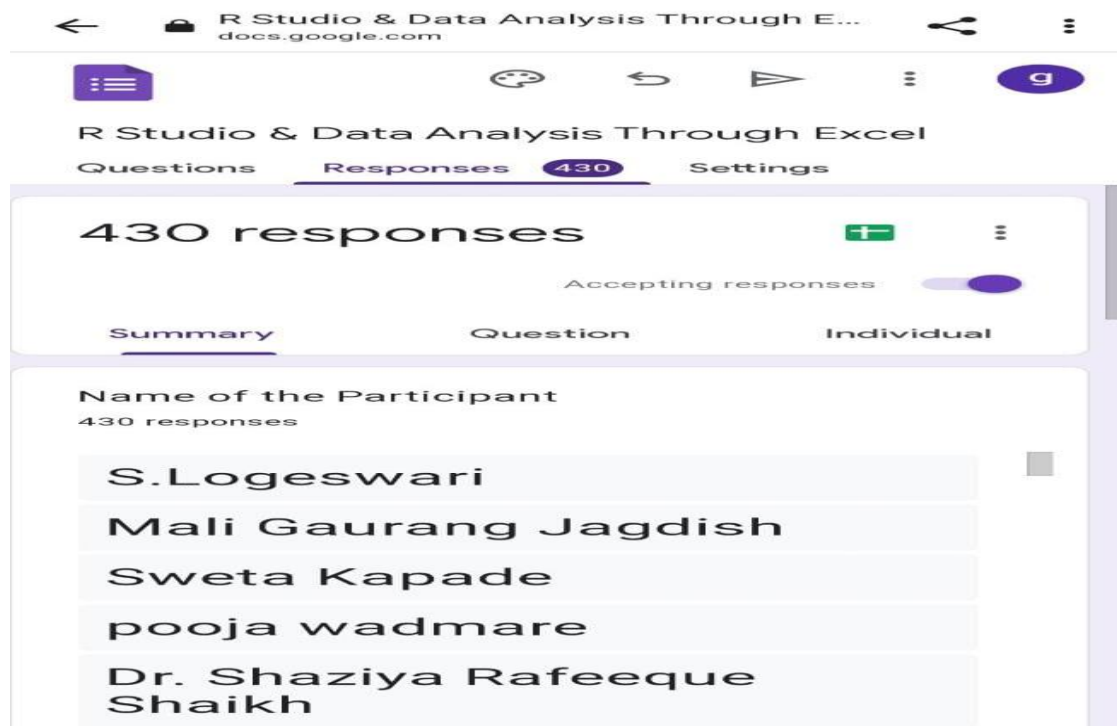 R Studio & Data Analysis Through E...
docs.google.com
g
R Studio & Data Analysis Through Excel
Questions Responses 430 Settings
430 responses
Accepting responses
Summary Question Individual
Name of the Participant
430 responses
S.Logeswari
Mali Gaurang Jagdish
Sweta Kapade
pooja wadmare
Dr. Shaziya Rafeeque
Shaikh